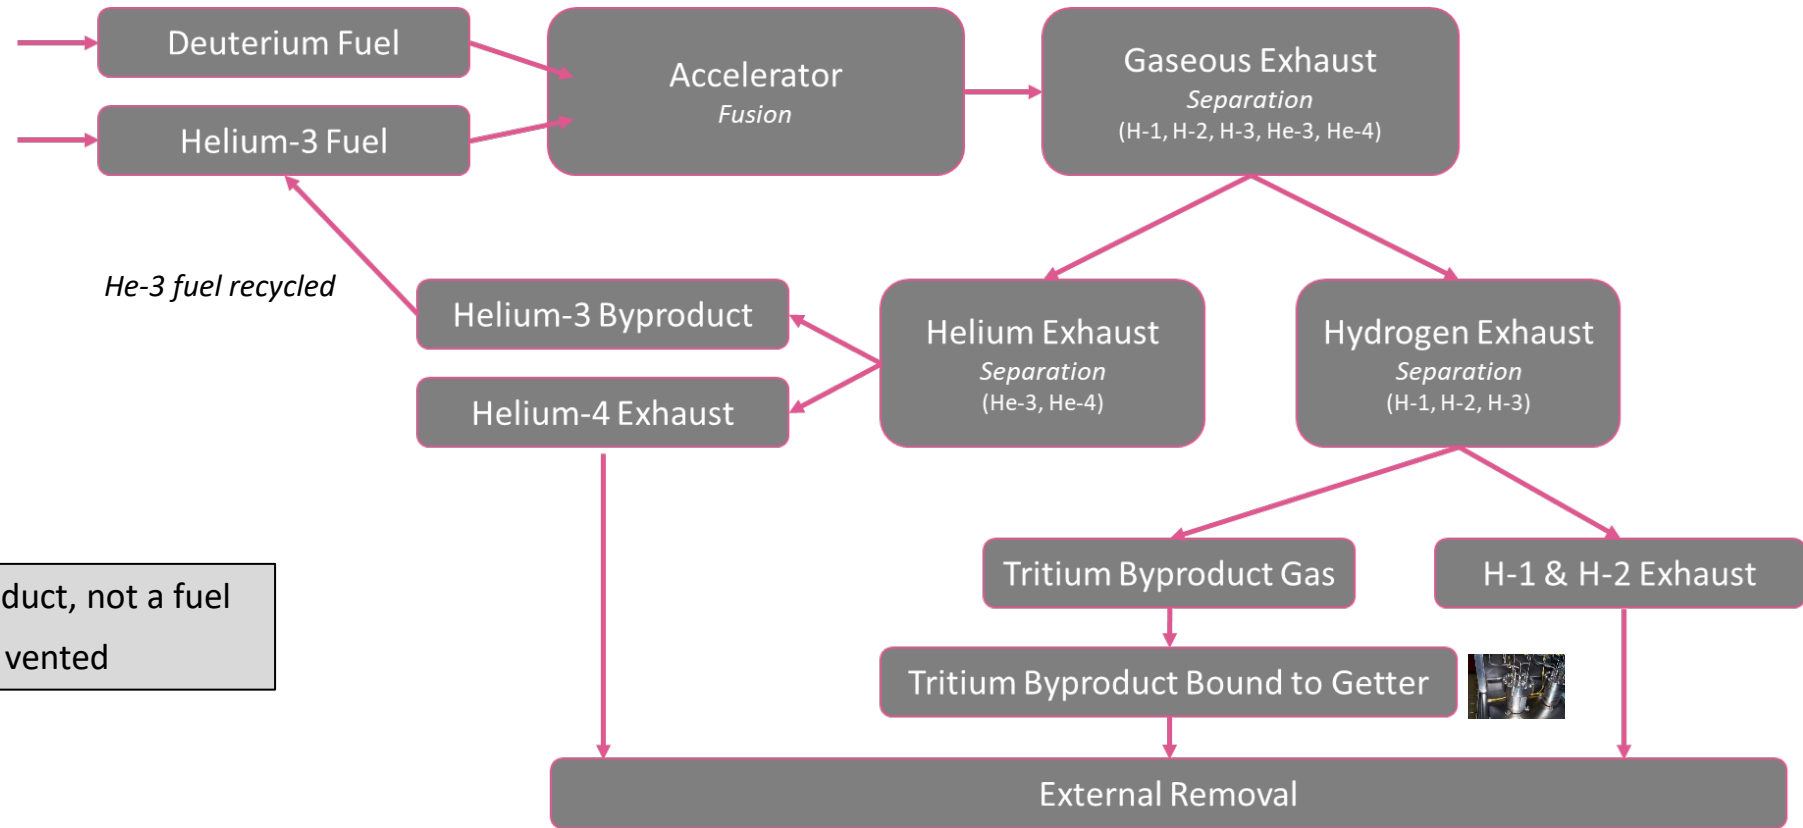 Deuterium Fuel
Helium-3 Fuel
Accelerator
Fusion
Gaseous Exhaust
Separation
(H-1, H-2, H-3, He-3, He-4)
He-3 fuel recycled
Helium-3 Byproduct
Helium-4 Exhaust
Helium Exhaust
Separation
(He-3, He-4)
Hydrogen Exhaust
Separation
(H-1, H-2, H-3)
Tritium Byproduct Gas
H-1 & H-2 Exhaust
duct, not a fuel
vented
Tritium Byproduct Bound to Getter
External Removal